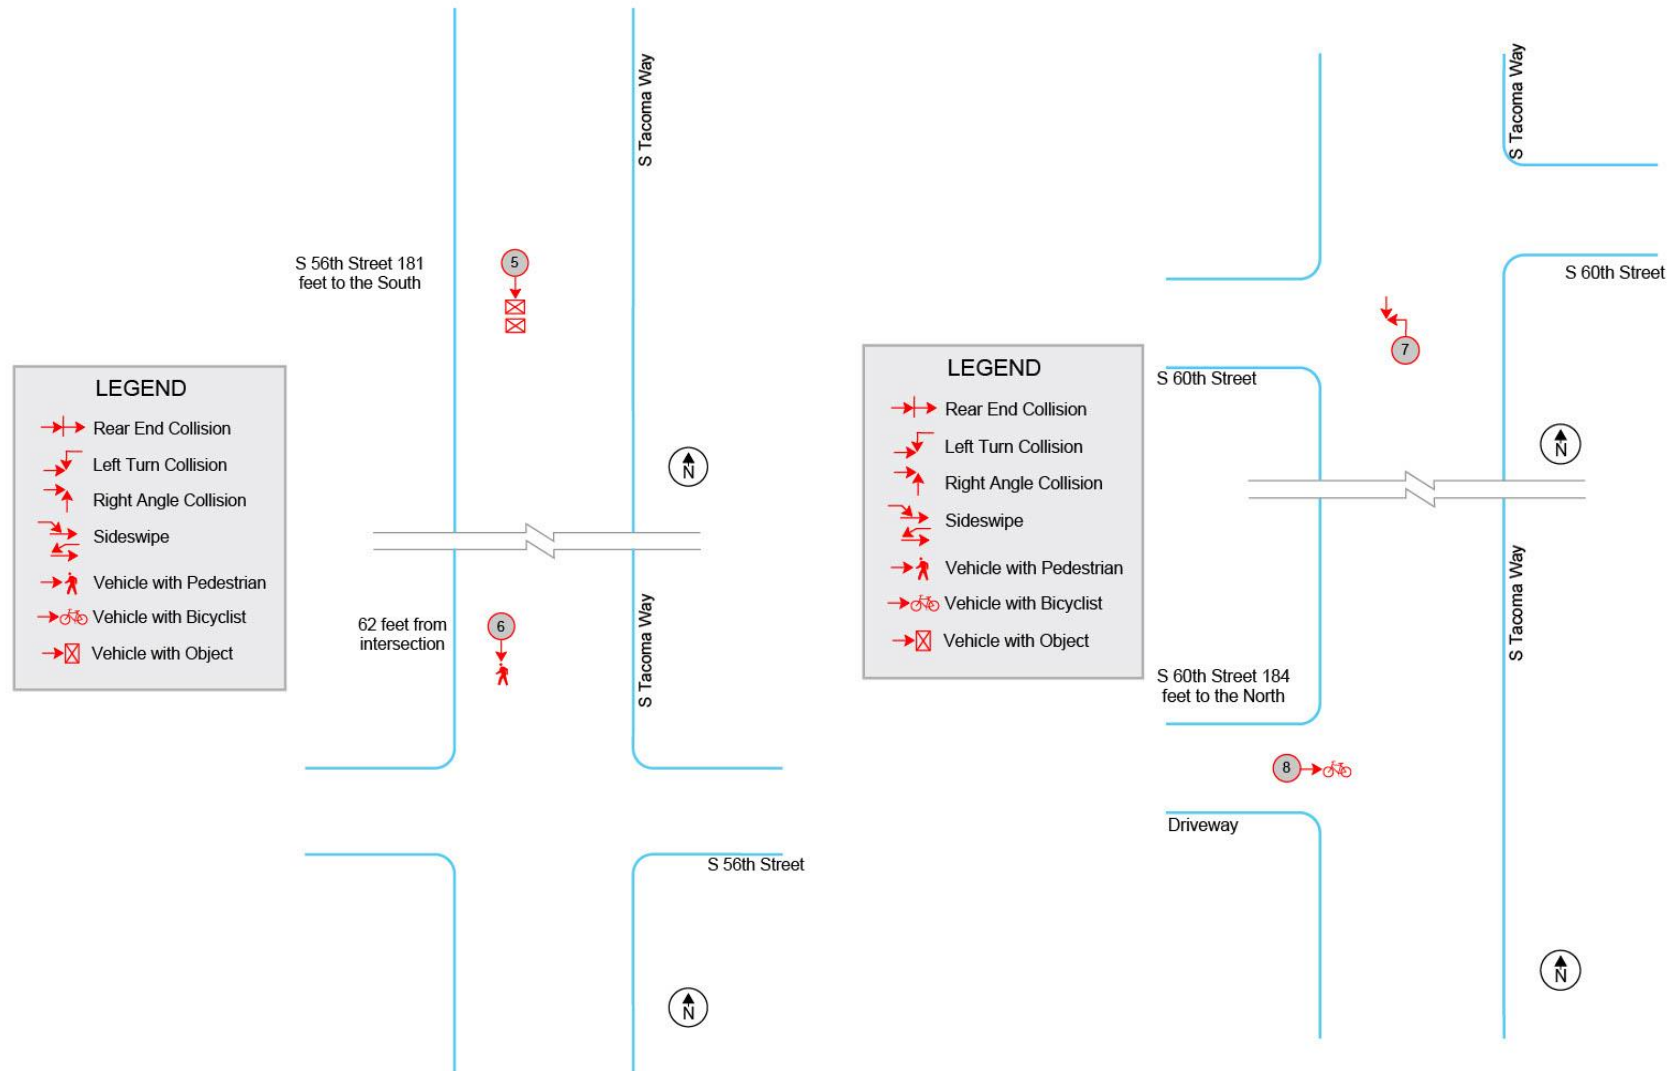 S Tacoma Way
S 56th Street 181
feet to the South
5
LEGEND
Rear End Collision
Left Turn Collision
Right Angle Collision
Sideswipe
Vehicle with Pedestrian
Vehicle with Bicyclist
Vehicle with Object
N
62 feet from
intersection
6
S Tacoma Way
S 56th Street
N
S Tacoma Way
S 60th Street
7
S 60th Street
LEGEND
Rear End Collision
Left Turn Collision
Right Angle Collision
Sideswipe
Vehicle with Pedestrian
Vehicle with Bicyclist
Vehicle with Object
N
S Tacoma Way
S 60th Street 184
feet to the North
8
Driveway
N